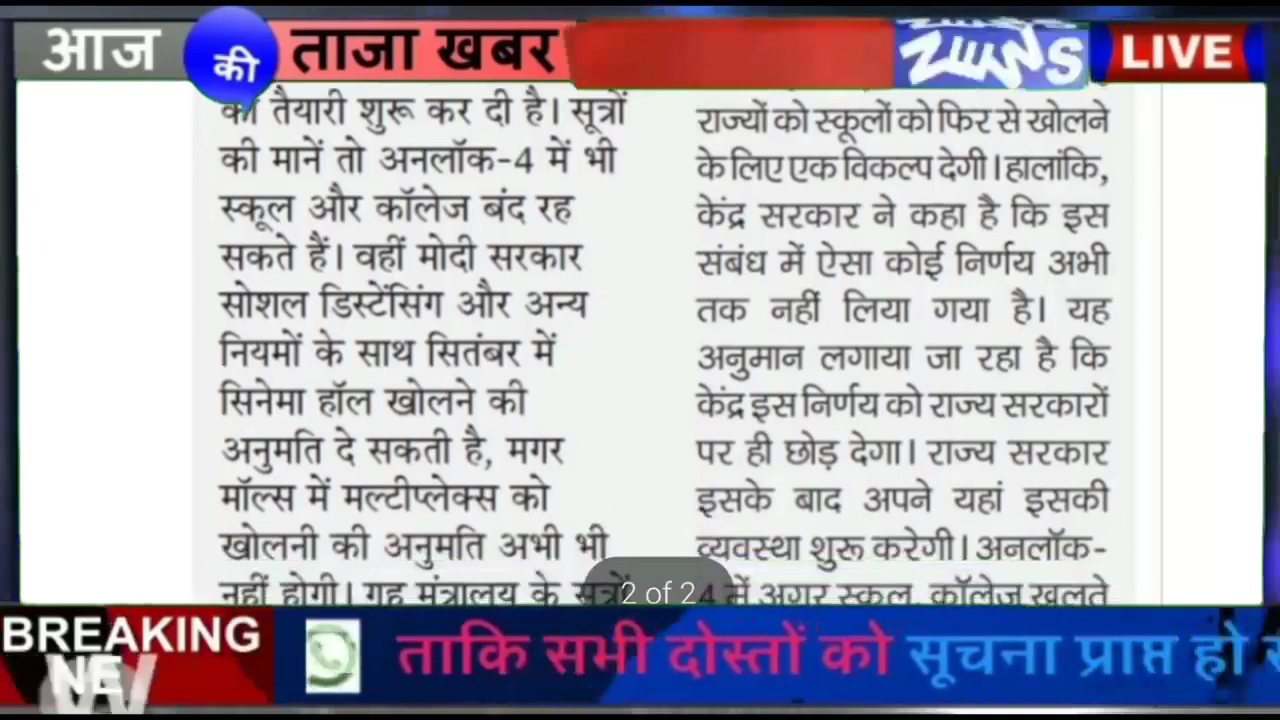 आज की ताजा खबर
LIVE
की तैयारी शुरू कर दी है। सूत्रों
की मानें तो अनलॉक-4 में भी
स्कूल और कॉलेज बंद रह
सकते हैं। वहीं मोदी सरकार
सोशल डिस्टेंसिंग और अन्य
नियमों के साथ सितंबर में
सिनेमा हॉल खोलने की
अनुमति दे सकती है, मगर
मॉल्स में मल्टीप्लेक्स को
खोलनी की अनुमति अभी भी
नहीं होगी। गृह मंत्रालय के सूत्रों
राज्यों को स्कूलों को फिर से खोलने
के लिए एक विकल्प देगी। हालांकि,
केंद्र सरकार ने कहा है कि इस
संबंध में ऐसा कोई निर्णय अभी
तक नहीं लिया गया है। यह
अनुमान लगाया जा रहा है कि
केंद्र इस निर्णय को राज्य सरकारों
पर ही छोड़ देगा। राज्य सरकार
इसके बाद अपने यहां इसकी
व्यवस्था शुरू करेगी। अनलॉक-
4 में अगर स्कूल, कॉलेज खुलते
2 of 2
BREAKING
NEW
ताकि सभी दोस्तों को सूचना प्राप्त हो